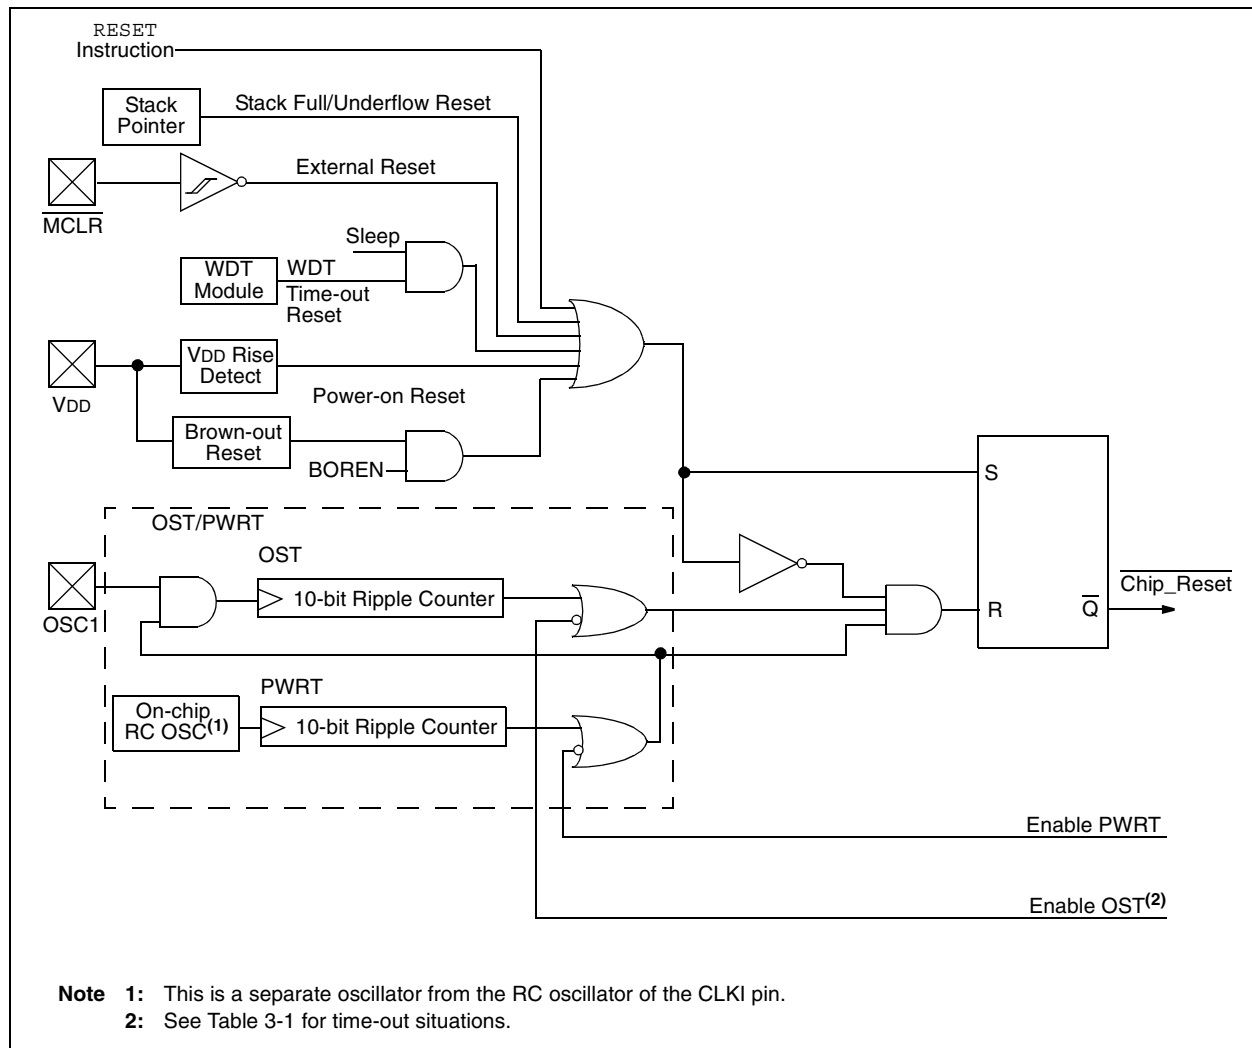 RESET
Instruction
Stack
Pointer
Stack Full/Underflow Reset
External Reset
MCLR
Sleep
WDT
Module
WDT
Time-out
Reset
VDD Rise
Detect
VDD
Power-on Reset
Brown-out
Reset
BOREN
S
OST/PWRT
OST
10-bit Ripple Counter
OSC1
Chip_Reset
R
Q
PWRT
On-chip
RC OSC(1)
10-bit Ripple Counter
Enable PWRT
Enable OST(2)
Note 1: This is a separate oscillator from the RC oscillator of the CLKI pin.
2: See Table 3-1 for time-out situations.